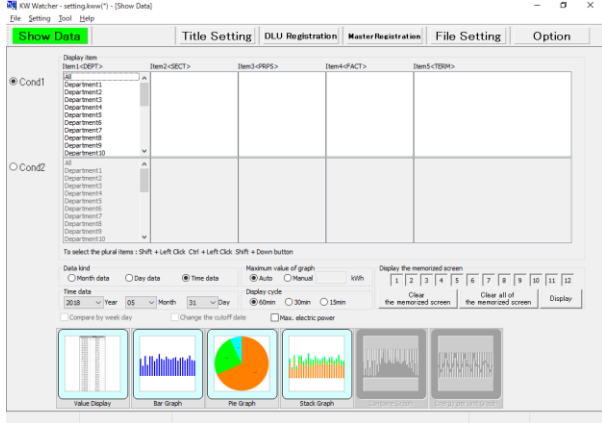 KW Watcher - setting.kww(*) - [Show Data]
File Setting Tool Help
Show Data Title Setting DLU Registration MasterRegistration File Setting Option
Display item
Item1<DEPT> Item2<SECT> Item3<PRPS> Item4<FACT> Item5<TERM>
Cond1
All
Department1
Department2
Department3
Department4
Department5
Department6
Department7
Department8
Department9
Department10
Cond2
All
Department1
Department2
Department3
Department4
Department5
Department6
Department7
Department8
Department9
Department10
To select the plural items : Shift + Left Click Ctrl + Left Click Shift + Down button
Data kind Maximum value of graph Display the memorized screen
Month data Day data Time data Auto Manual kWh 1 2 3 4 5 6 7 8 9 10 11 12
Time data Display cycle
2018 Year 05 Month 31 Day 60min 30min 15min
Clear
the memorized screen
Clear all of
the memorized screen
Display
Compare by week day Change the cutoff date Max. electric power
Value Display Bar Graph Pie Graph Stack Graph Combine Graph